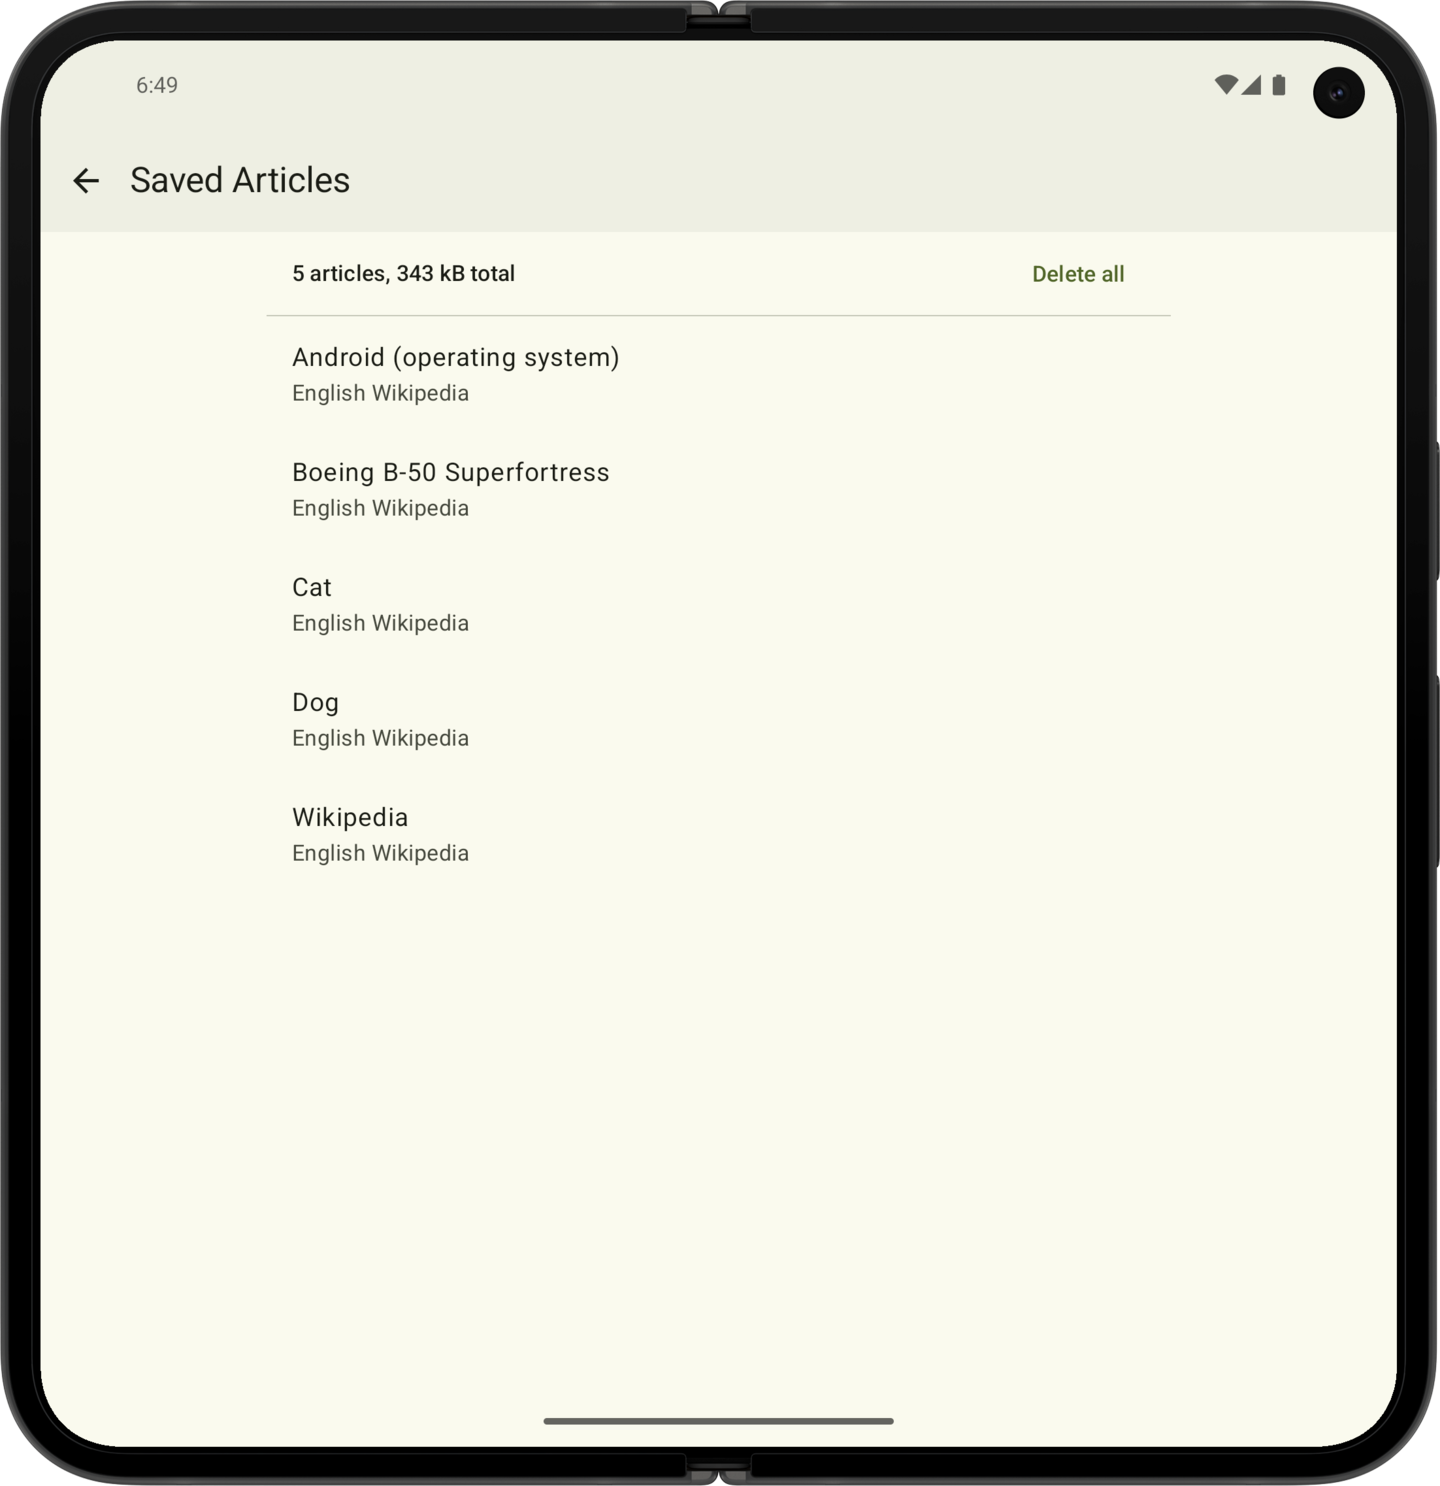 6:49
Saved Articles
5 articles, 343 kB total
Delete all
Android (operating system)
English Wikipedia
Boeing B-50 Superfortress
English Wikipedia
Cat
English Wikipedia
Dog
English Wikipedia
Wikipedia
English Wikipedia